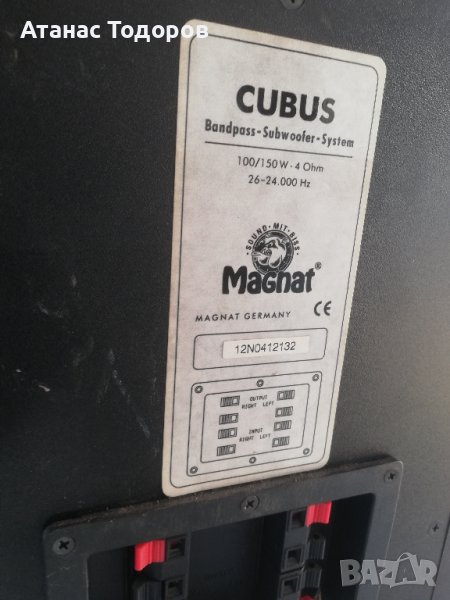 Атанас Тодоров
CUBUS
Bandpass-Subwoofer-System
100/150 W · 4 Ohm
26-24.000 Hz
·SOUND·MIT·BISS·
Magnat®
MAGNAT GERMANY CE
12N0412132
OUTPUT
RIGHT LEFT
INPUT
RIGHT LEFT
BAZAR